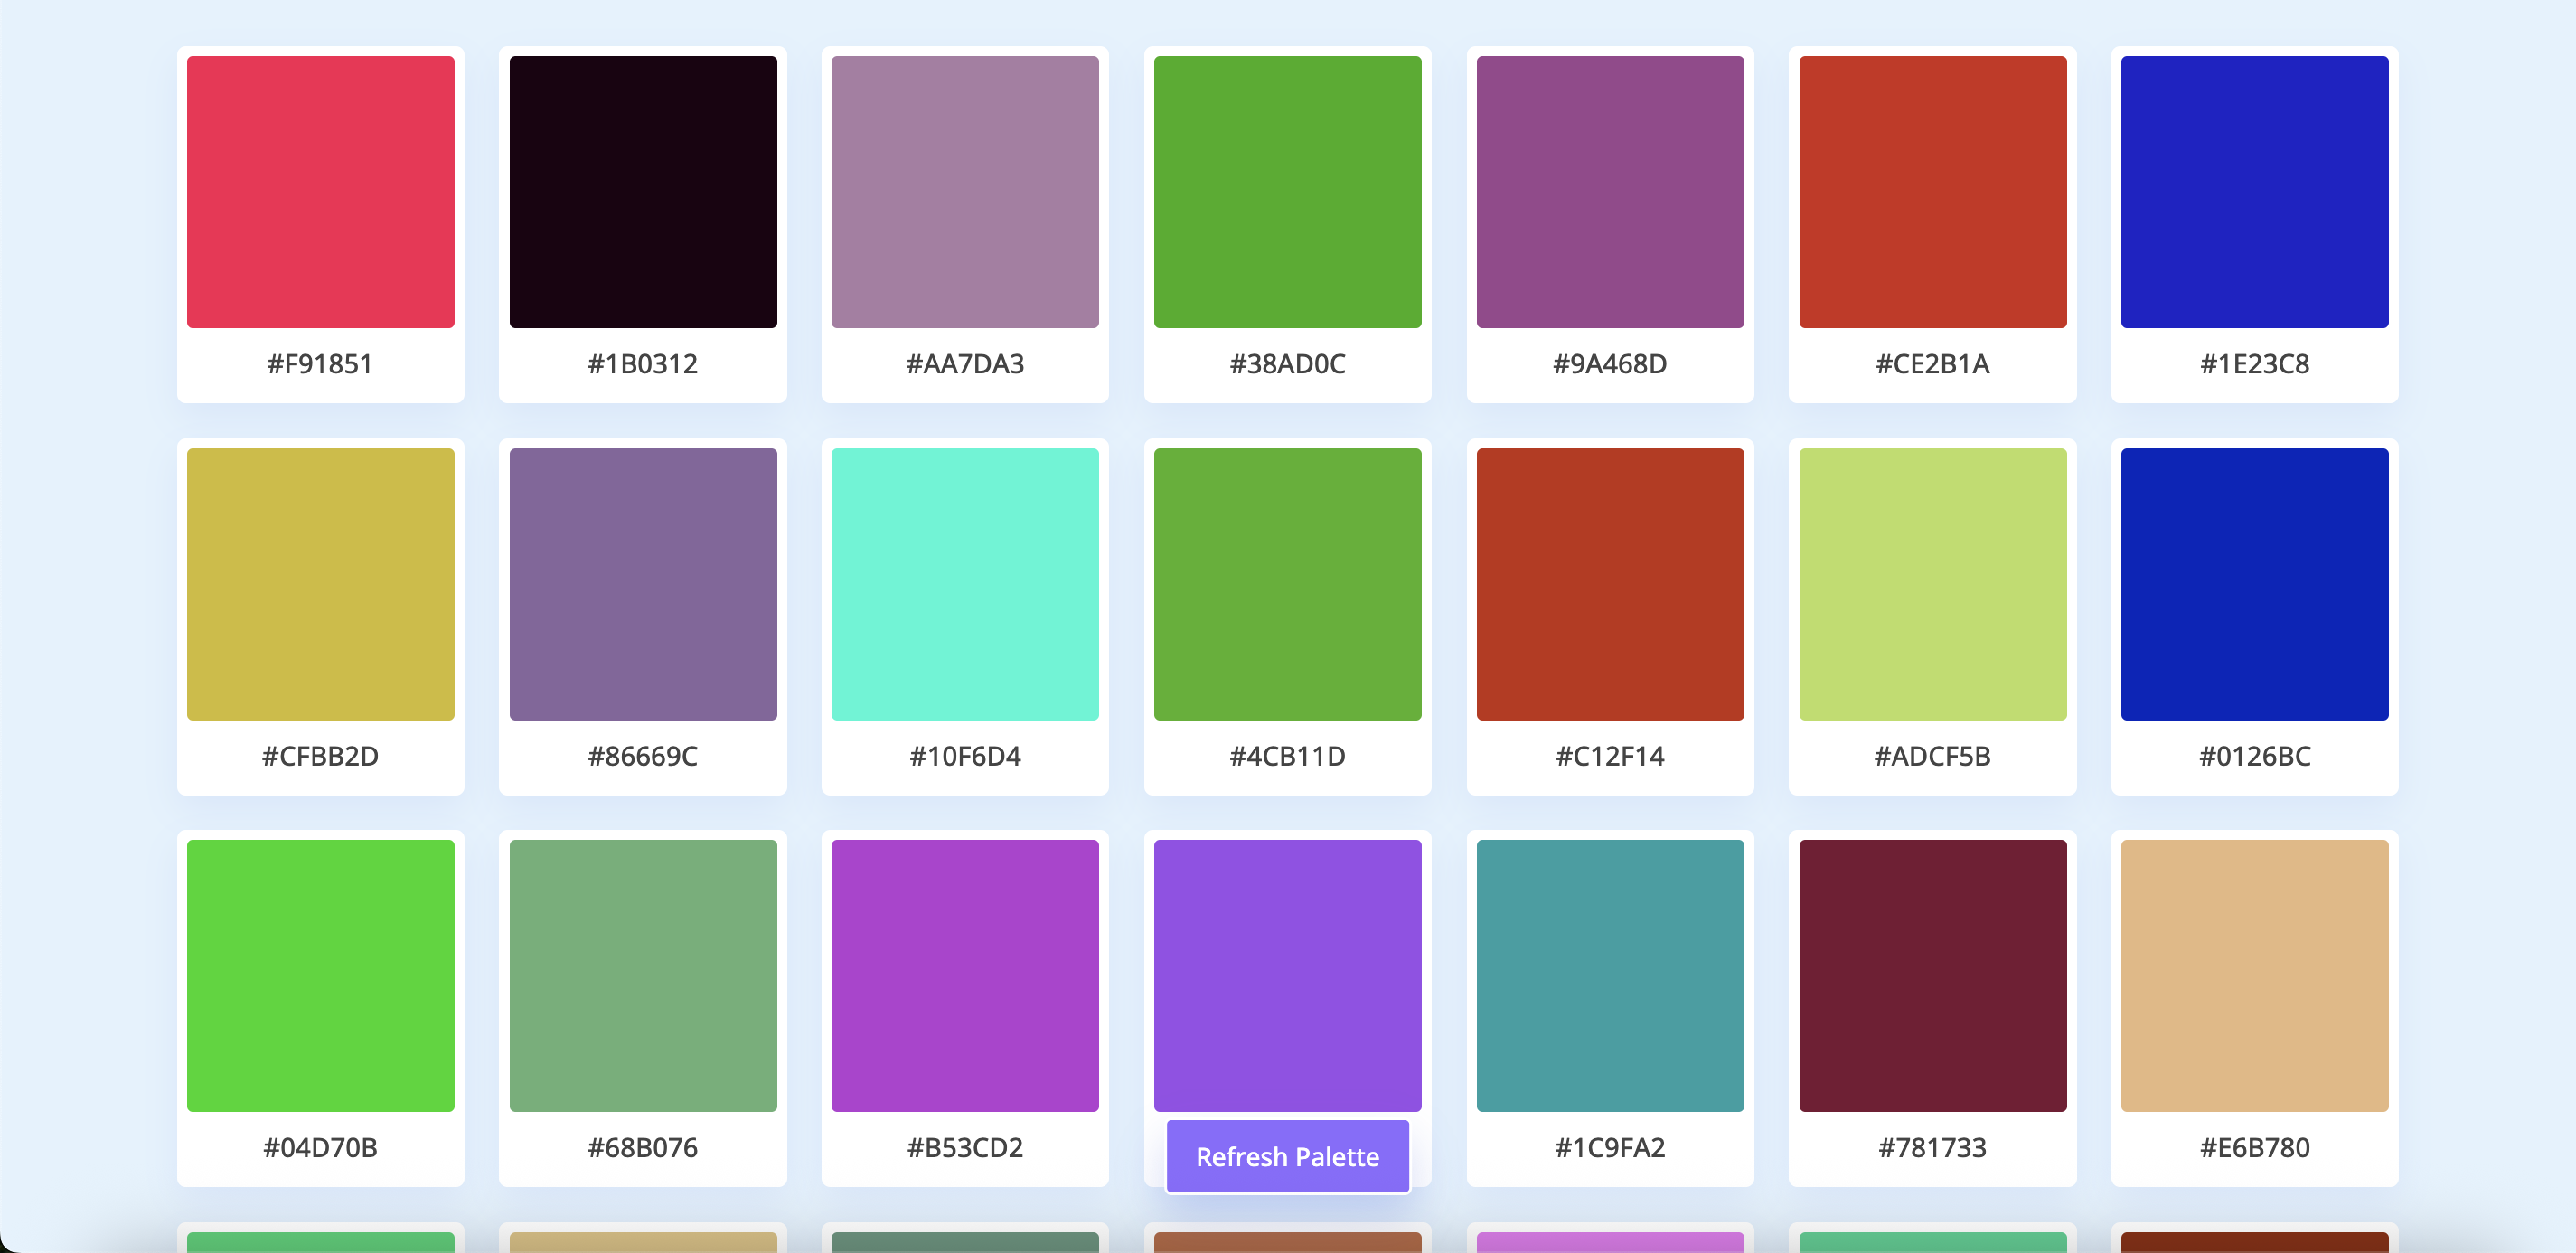 #F91851
#1B0312
#AA7DA3
#38AD0C
#9A468D
#CE2B1A
#1E23C8
#CFBB2D
#86669C
#10F6D4
#4CB11D
#C12F14
#ADCF5B
#0126BC
#04D70B
#68B076
#B53CD2
Refresh Palette
#1C9FA2
#781733
#E6B780